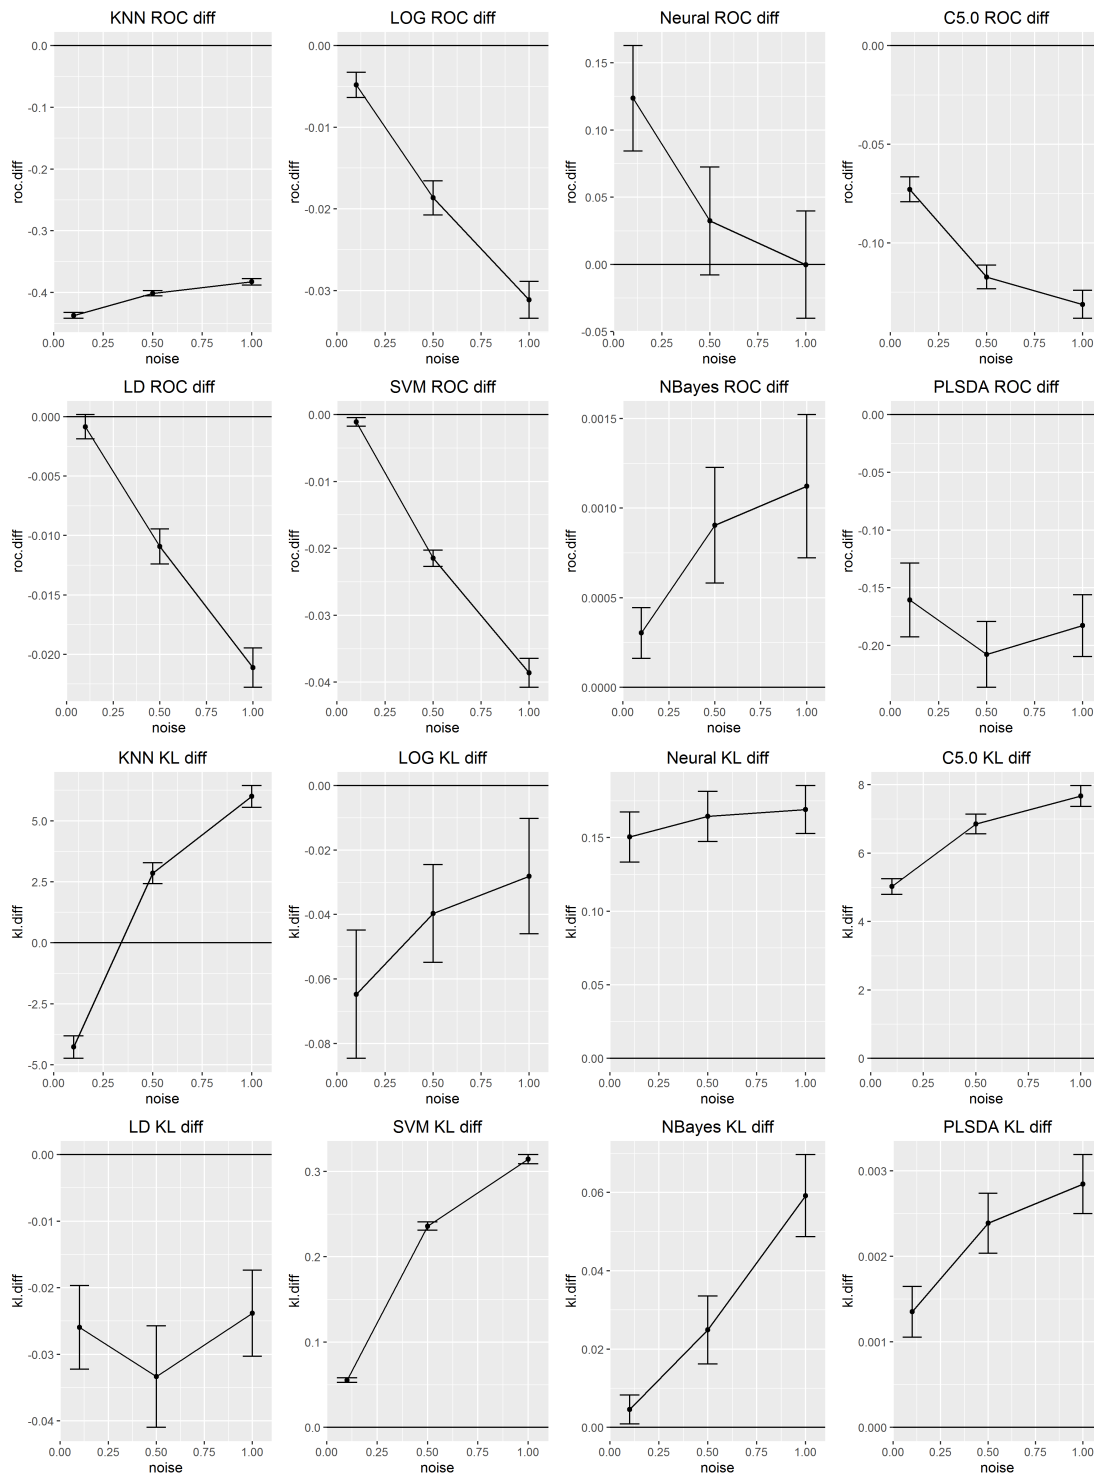 KNN ROC diff
roc.diff
0.0
-0.1
-0.2
-0.3
-0.4
0.00 0.25 0.50 0.75 1.00
noise
LOG ROC diff
roc.diff
0.00
-0.01
-0.02
-0.03
0.00 0.25 0.50 0.75 1.00
noise
Neural ROC diff
roc.diff
0.15
0.10
0.05
0.00
-0.05
0.00 0.25 0.50 0.75 1.00
noise
C5.0 ROC diff
roc.diff
0.00
-0.05
-0.10
0.00 0.25 0.50 0.75 1.00
noise
LD ROC diff
roc.diff
0.000
-0.005
-0.010
-0.015
-0.020
0.00 0.25 0.50 0.75 1.00
noise
SVM ROC diff
roc.diff
0.00
-0.01
-0.02
-0.03
-0.04
0.00 0.25 0.50 0.75 1.00
noise
NBayes ROC diff
roc.diff
0.0015
0.0010
0.0005
0.0000
0.00 0.25 0.50 0.75 1.00
noise
PLSDA ROC diff
roc.diff
0.00
-0.05
-0.10
-0.15
-0.20
0.00 0.25 0.50 0.75 1.00
noise
KNN KL diff
kl.diff
5.0
2.5
0.0
-2.5
-5.0
0.00 0.25 0.50 0.75 1.00
noise
LOG KL diff
kl.diff
0.00
-0.02
-0.04
-0.06
-0.08
0.00 0.25 0.50 0.75 1.00
noise
Neural KL diff
kl.diff
0.15
0.10
0.05
0.00
0.00 0.25 0.50 0.75 1.00
noise
C5.0 KL diff
kl.diff
8
6
4
2
0
0.00 0.25 0.50 0.75 1.00
noise
LD KL diff
kl.diff
0.00
-0.01
-0.02
-0.03
-0.04
0.00 0.25 0.50 0.75 1.00
noise
SVM KL diff
kl.diff
0.3
0.2
0.1
0.0
0.00 0.25 0.50 0.75 1.00
noise
NBayes KL diff
kl.diff
0.06
0.04
0.02
0.00
0.00 0.25 0.50 0.75 1.00
noise
PLSDA KL diff
kl.diff
0.003
0.002
0.001
0.000
0.00 0.25 0.50 0.75 1.00
noise